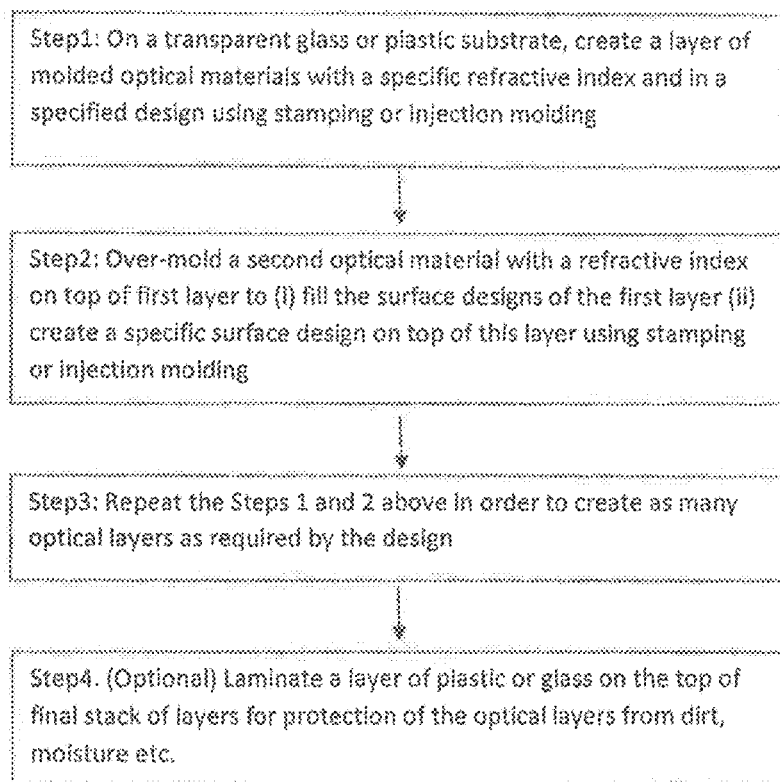 Step1: On a transparent glass or plastic substrate, create a layer of
molded optical materials with a specific refractive index and in a
specified design using stamping or injection molding
Step2: Over-mold a second optical material with a refractive index
on top of first layer to (i) fill the surface designs of the first layer (ii)
create a specific surface design on top of this layer using stamping
or injection molding
Step3: Repeat the Steps 1 and 2 above in order to create as many
optical layers as required by the design
Step4. (Optional) Laminate a layer of plastic or glass on the top of
final stack of layers for protection of the optical layers from dirt,
moisture etc.